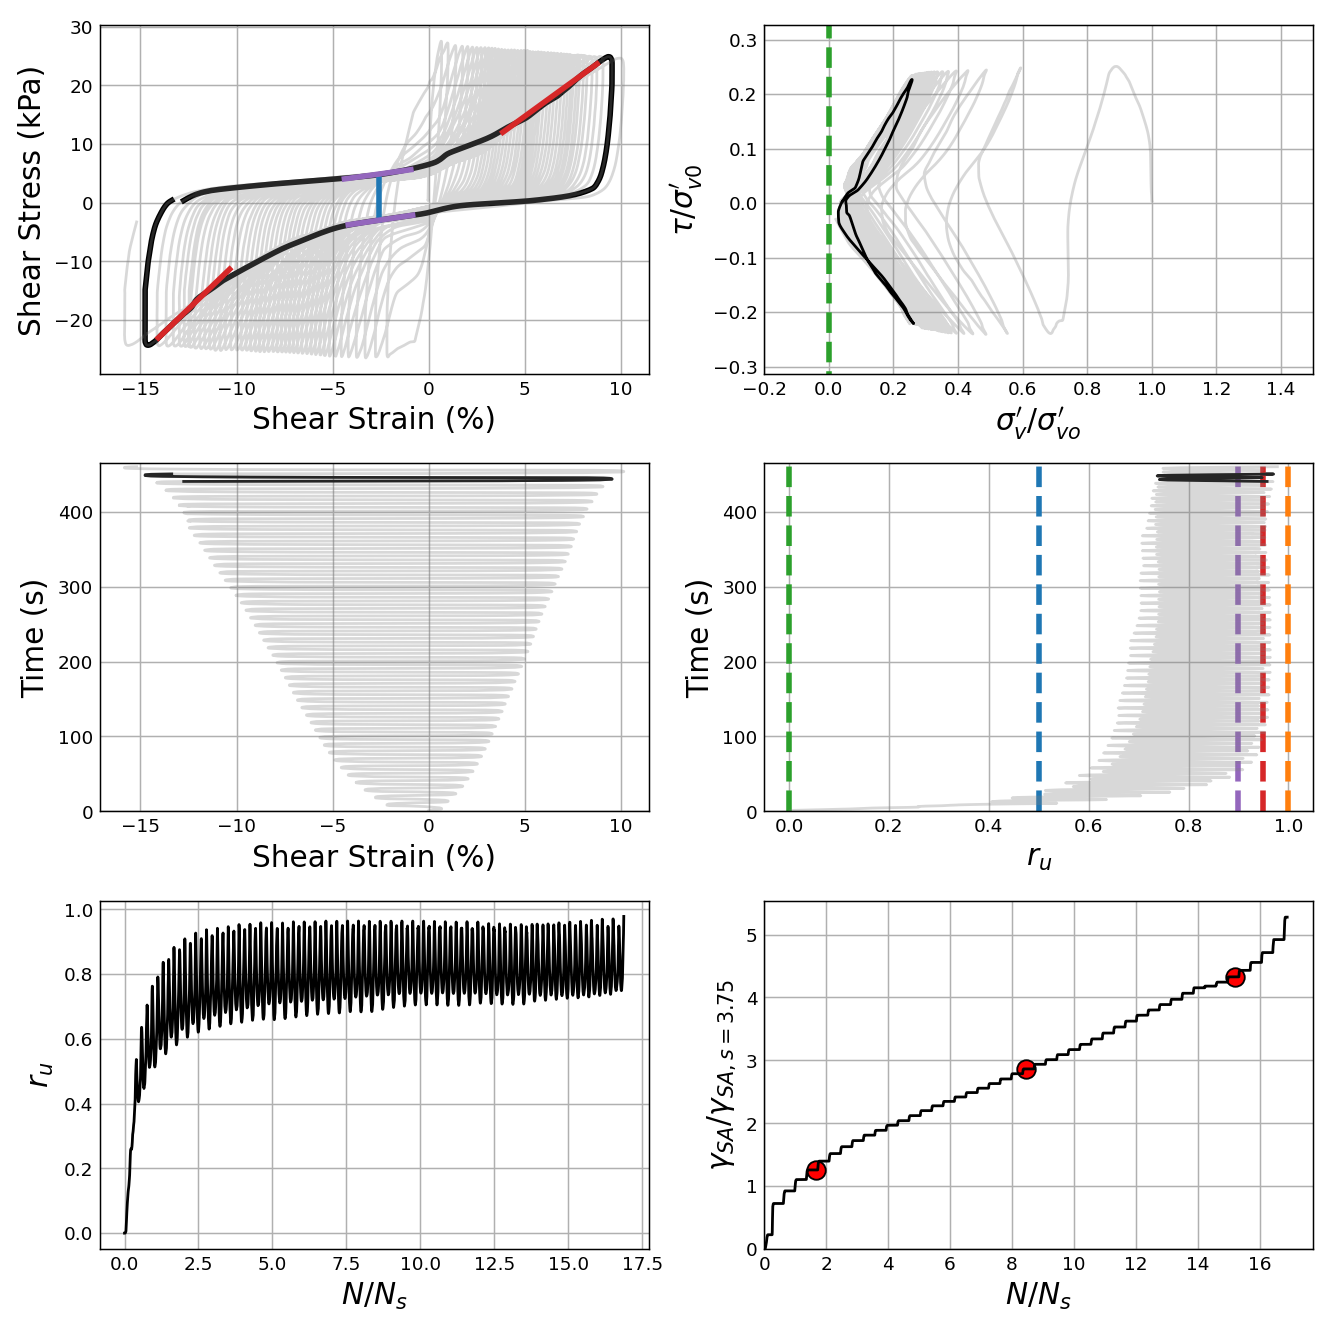 30
20
10
0
−10
−20
Shear Stress (kPa)
−15 −10 −5 0 5 10
Shear Strain (%)
0.3
0.2
0.1
0.0
−0.1
−0.2
−0.3
τ/σ′v0
−0.2 0.0 0.2 0.4 0.6 0.8 1.0 1.2 1.4
σ′v/σ′vo
400
300
200
100
0
Time (s)
−15 −10 −5 0 5 10
Shear Strain (%)
400
300
200
100
0
Time (s)
0.0 0.2 0.4 0.6 0.8 1.0
ru
1.0
0.8
0.6
0.4
0.2
0.0
ru
0.0 2.5 5.0 7.5 10.0 12.5 15.0 17.5
N/Ns
5
4
3
2
1
0
γSA/γSA, s = 3.75
0 2 4 6 8 10 12 14 16
N/Ns